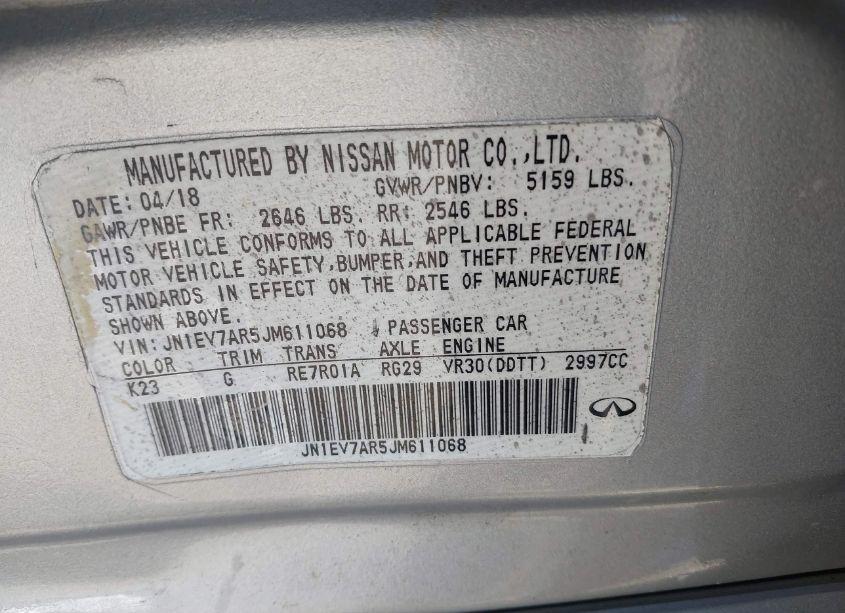 MANUFACTURED BY NISSAN MOTOR CO.,LTD.
DATE: 04/18 GVWR/PNBV: 5159 LBS.
GAWR/PNBE FR: 2646 LBS. RR: 2546 LBS.
THIS VEHICLE CONFORMS TO ALL APPLICABLE FEDERAL
MOTOR VEHICLE SAFETY,BUMPER,AND THEFT PREVENTION
STANDARDS IN EFFECT ON THE DATE OF MANUFACTURE
SHOWN ABOVE.
VIN: JN1EV7AR5JM611068 PASSENGER CAR
COLOR TRIM TRANS AXLE ENGINE
K23 G RE7R01A RG29 VR30(DDTT) 2997CC
JN1EV7AR5JM611068